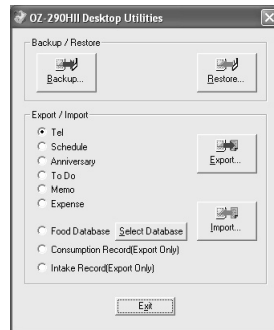 OZ-290HII Desktop Utilities
Backup / Restore
Backup...
Restore...
Export / Import
Tel
Schedule
Anniversary
To Do
Memo
Expense
Export...
Import...
Food Database
Select Database
Consumption Record(Export Only)
Intake Record(Export Only)
Exit